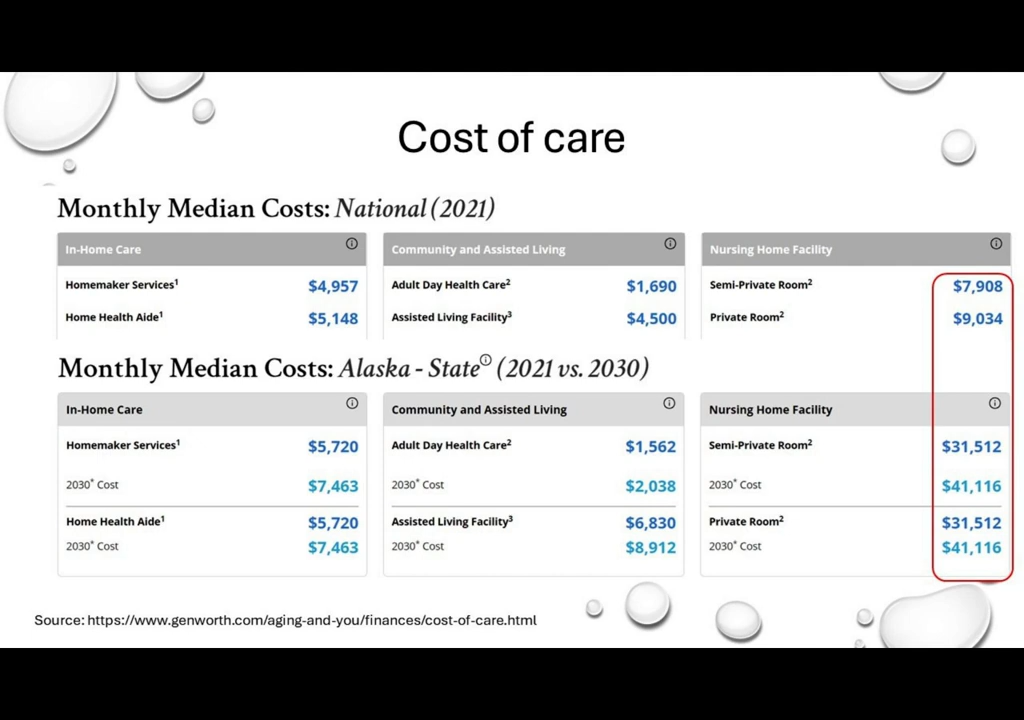 Cost of care
Monthly Median Costs: National (2021)
In-Home Care
Homemaker Services¹ $4,957
Home Health Aide¹ $5,148
Community and Assisted Living
Adult Day Health Care² $1,690
Assisted Living Facility³ $4,500
Nursing Home Facility
Semi-Private Room² $7,908
Private Room² $9,034
Monthly Median Costs: Alaska - State (2021 vs. 2030)
In-Home Care
Homemaker Services¹ $5,720
2030* Cost $7,463
Home Health Aide¹ $5,720
2030* Cost $7,463
Community and Assisted Living
Adult Day Health Care² $1,562
2030* Cost $2,038
Assisted Living Facility³ $6,830
2030* Cost $8,912
Nursing Home Facility
Semi-Private Room² $31,512
2030* Cost $41,116
Private Room² $31,512
2030* Cost $41,116
Source: https://www.genworth.com/aging-and-you/finances/cost-of-care.html